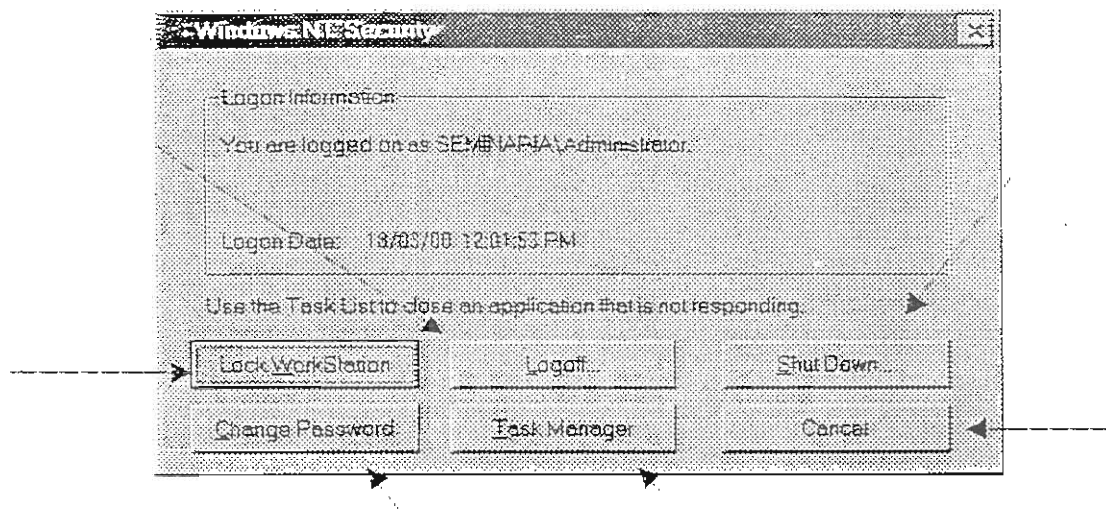 Windows NT Security
Logon Information
You are logged on as SEMINARIA\Administrator.
Logon Date: 18/03/00 12:01:53 PM
Use the Task List to close an application that is not responding.
Lock WorkStation
Logoff...
Shut Down...
Change Password
Task Manager
Cancel